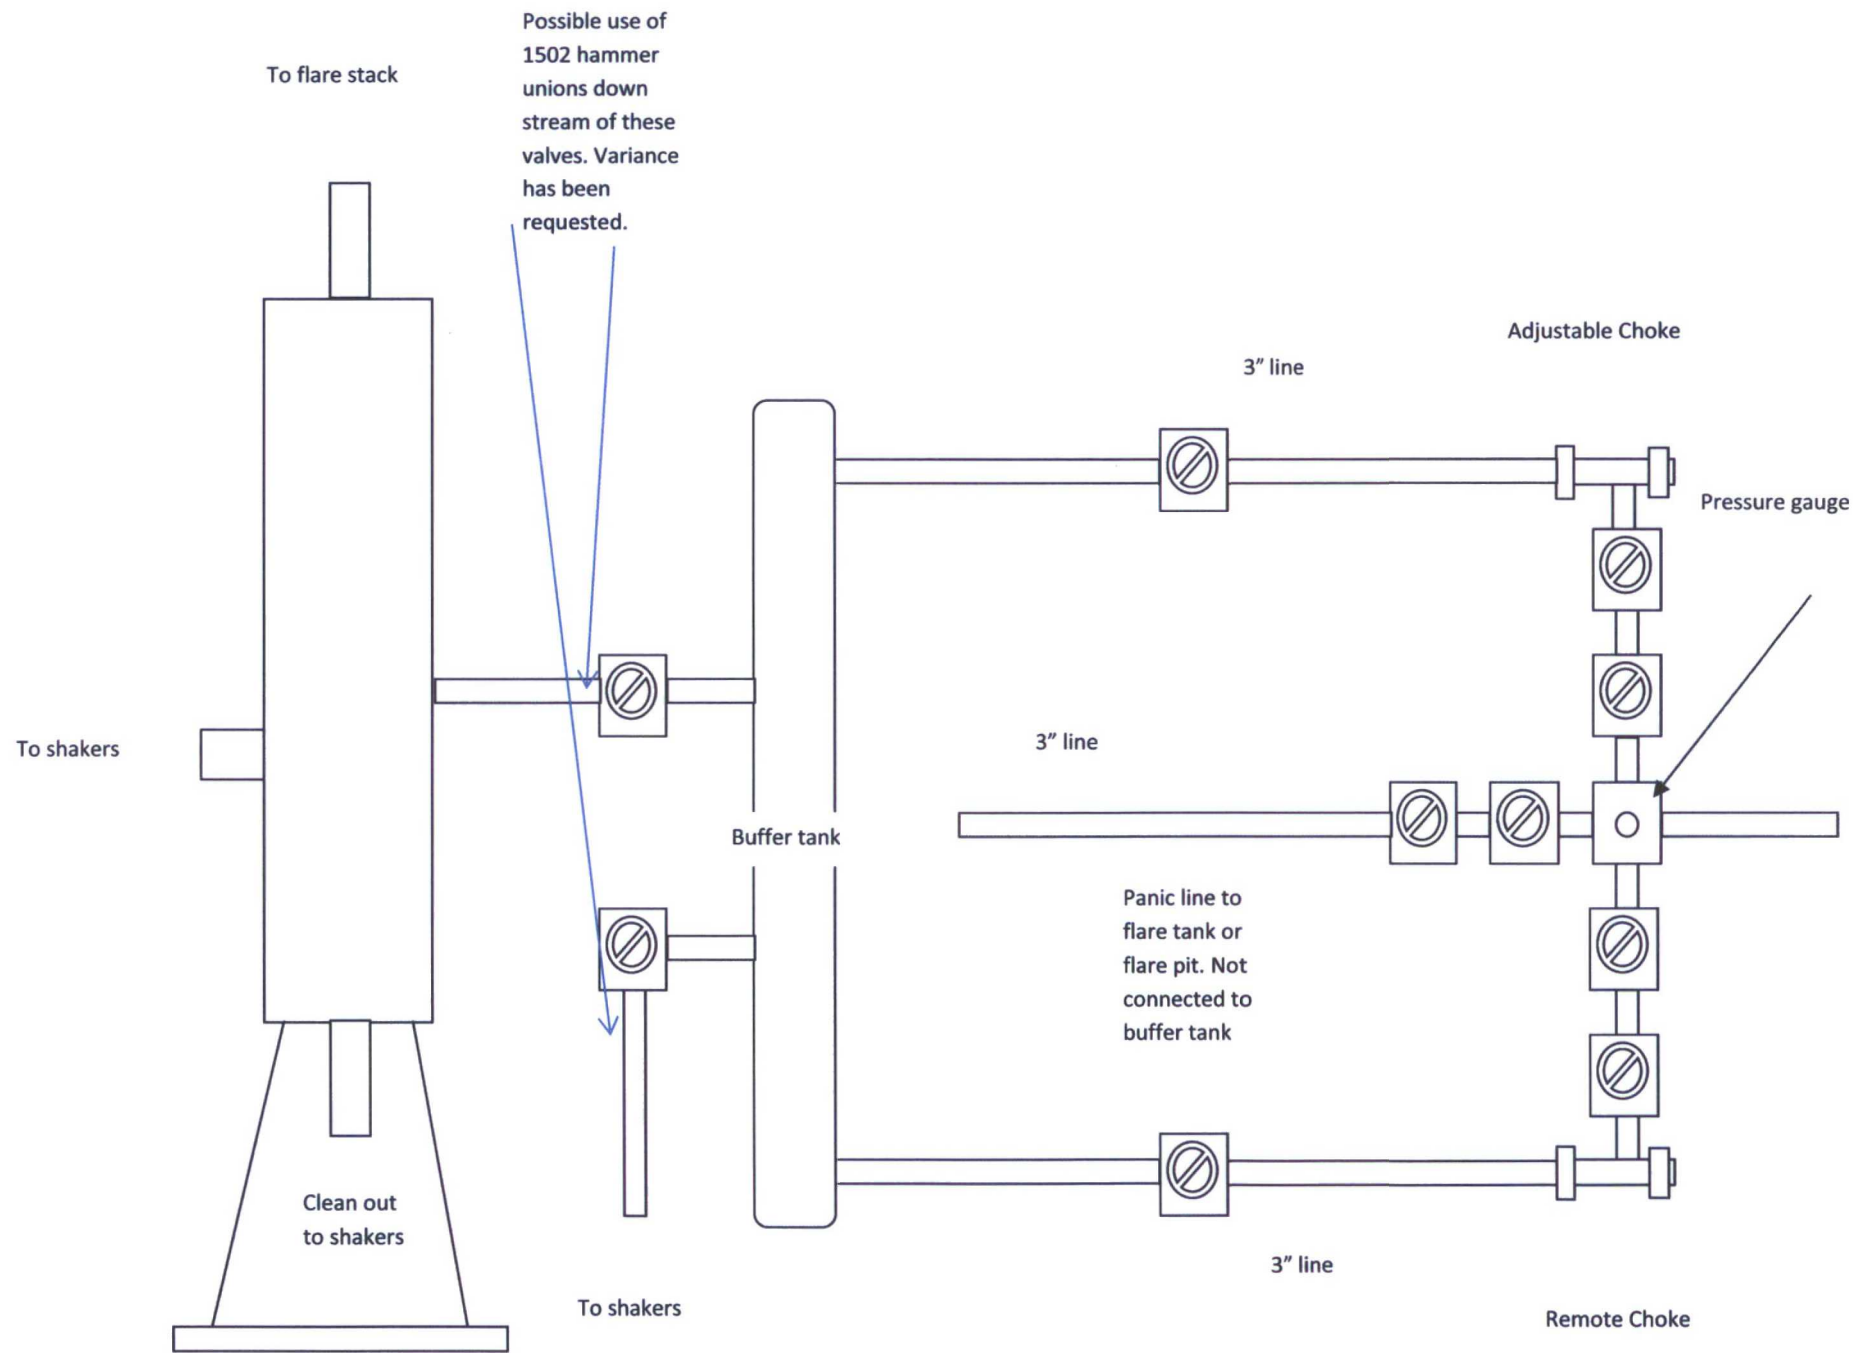 Possible use of
1502 hammer
unions down
stream of these
valves. Variance
has been
requested.
To flare stack
Adjustable Choke
3" line
Pressure gauge
To shakers
3" line
Buffer tank
Panic line to
flare tank or
flare pit. Not
connected to
buffer tank
Clean out
to shakers
3" line
To shakers
Remote Choke